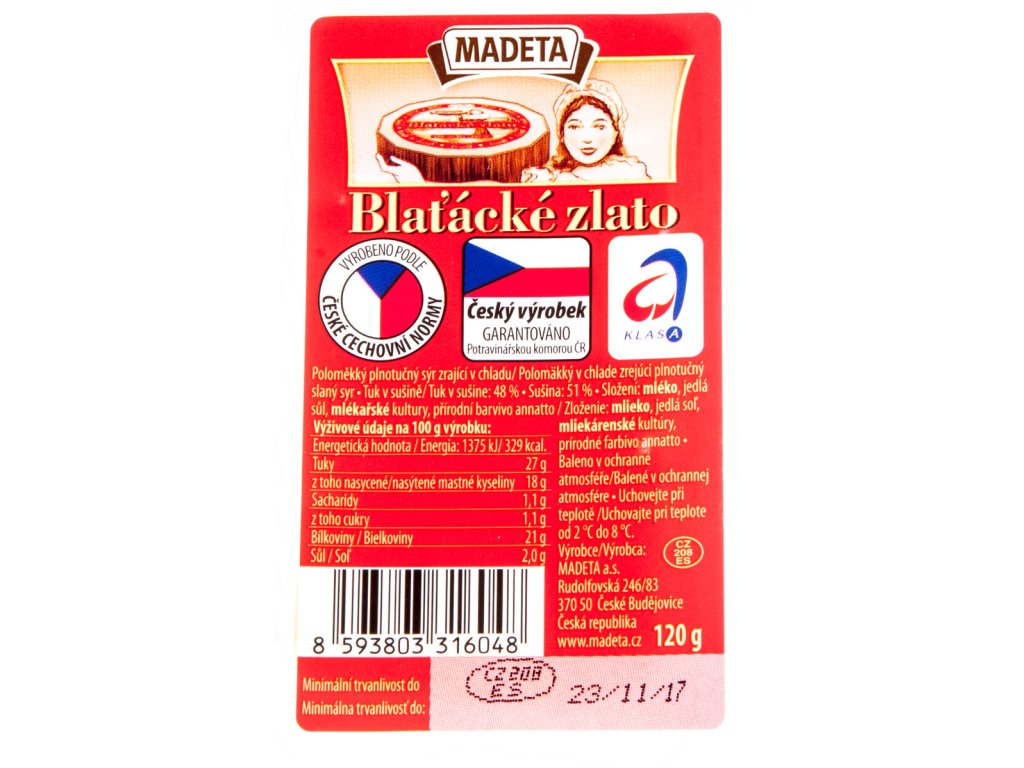 MADETA
Blaťácké zlato
Blaťácké zlato
VYROBENO PODLE
ČESKÉ CECHOVNÍ NORMY
Český výrobek
GARANTOVÁNO
Potravinářskou komorou ČR
KLASA
Poloměkký plnotučný sýr zrající v chladu/ Polomäkký v chlade zrejúci plnotučný
slaný syr • Tuk v sušině/ Tuk v sušine: 48 % • Sušina: 51 % • Složení: mléko, jedlá
sůl, mlékařské kultury, přírodní barvivo annatto / Zloženie: mlieko, jedlá soľ,
Výživové údaje na 100 g výrobku:
Energetická hodnota / Energia: 1375 kJ/ 329 kcal.
Tuky 27 g
z toho nasycené/nasýtené mastné kyseliny 18 g
Sacharidy 1,1 g
z toho cukry 1,1 g
Bílkoviny / Bielkoviny 21 g
Sůl / Soľ 2,0 g
mliekárenské kultúry,
prírodné farbivo annatto •
Baleno v ochranné
atmosféře/Balené v ochrannej
atmosfére • Uchovejte při
teplotě /Uchovajte pri teplote
od 2 °C do 8 °C.
Výrobce/Výrobca:
MADETA a.s.
Rudolfovská 246/83
370 50 České Budějovice
Česká republika
www.madeta.cz
CZ
208
ES
120 g
8 593803 316048
Minimální trvanlivost do
Minimálna trvanlivosť do:
CZ 208
ES
23/11/17